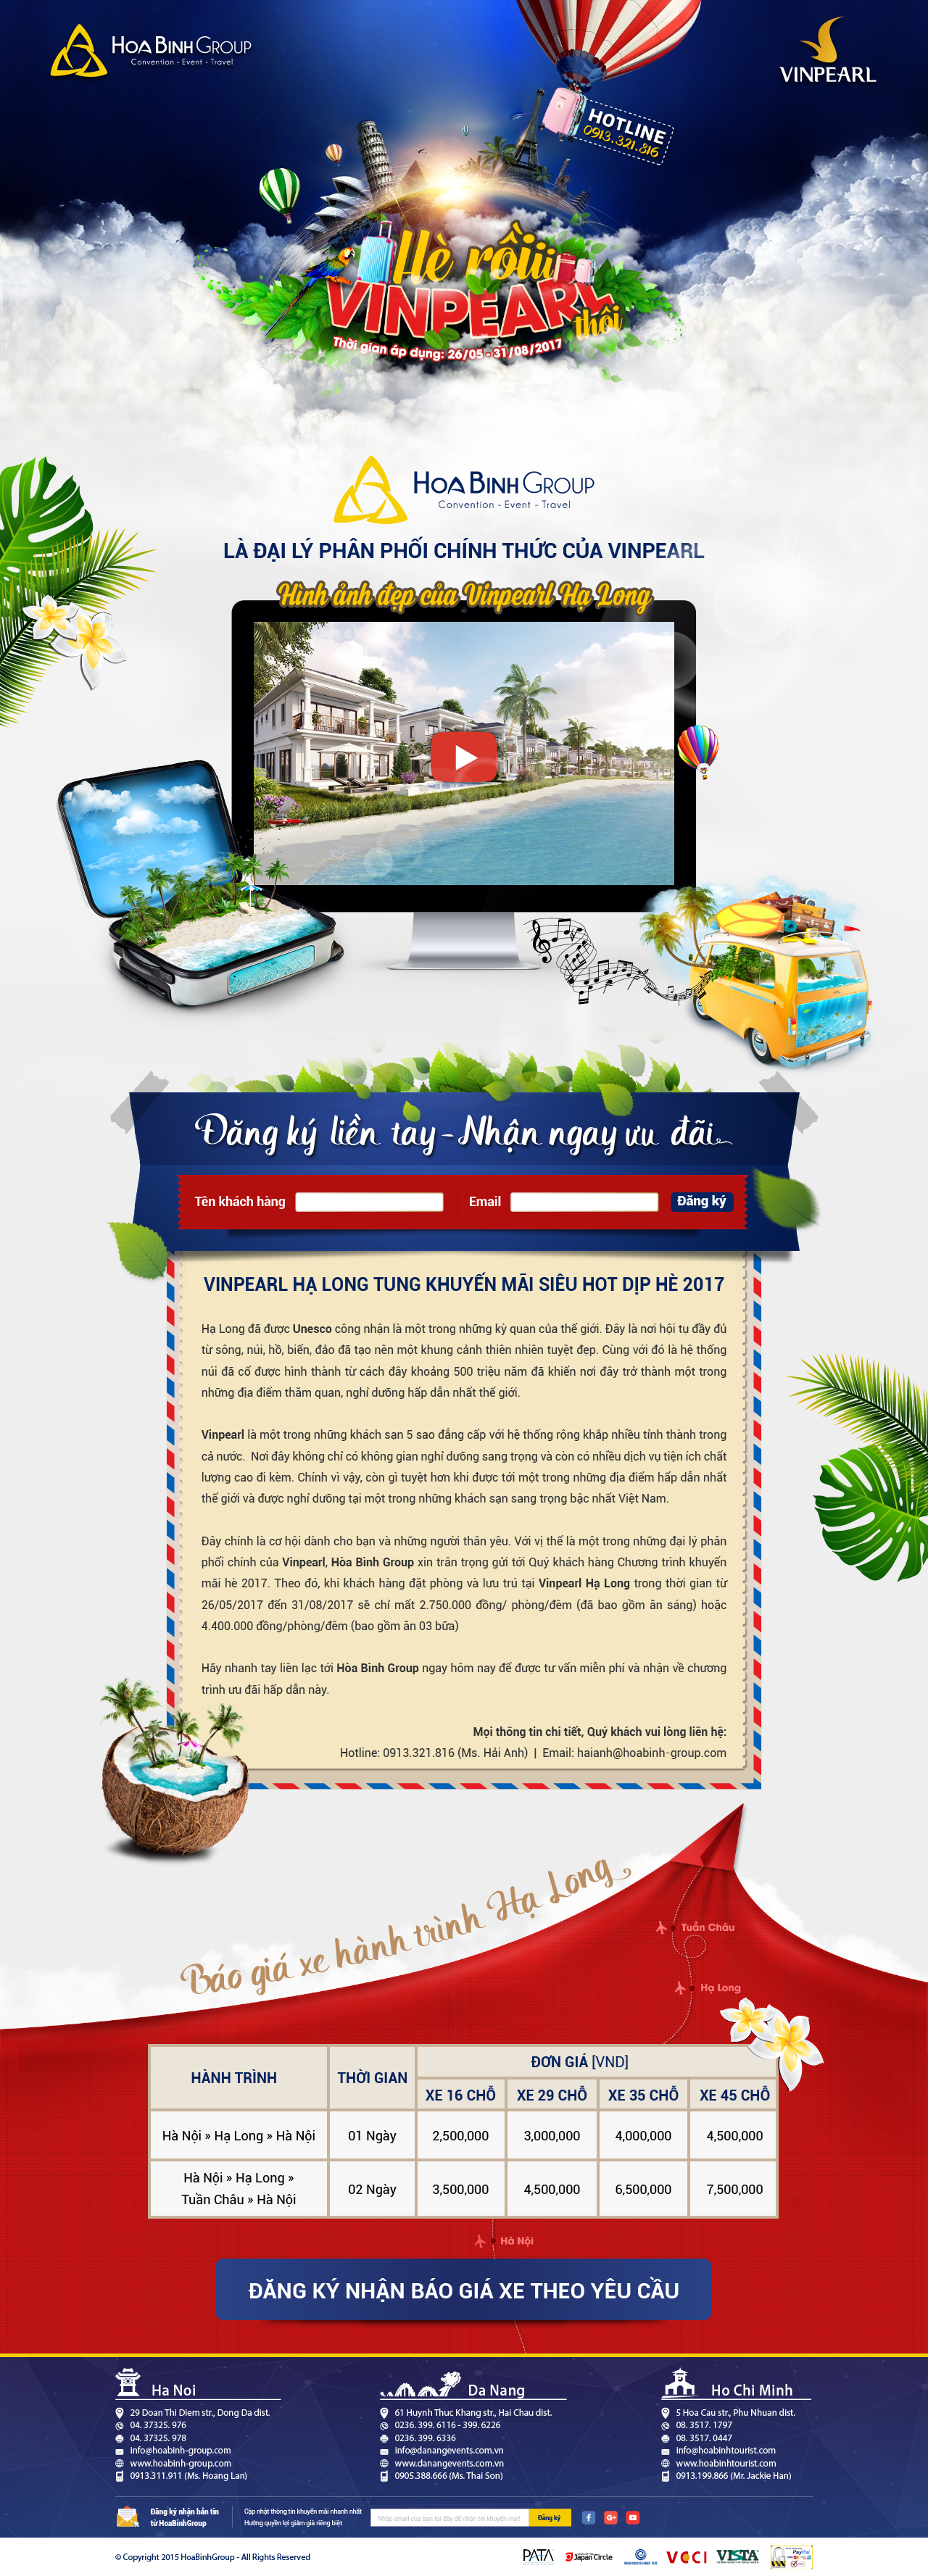 HOA BINH GROUP
Convention - Event - Travel
VINPEARL
HOTLINE
0913.321.816
Hè rồiii
VINPEARL
thôi
Thời gian áp dụng: 26/05 - 31/08/2017
HOA BINH GROUP
Convention - Event - Travel
LÀ ĐẠI LÝ PHÂN PHỐI CHÍNH THỨC CỦA VINPEARL
Hình ảnh đẹp của Vinpearl Hạ Long
Đăng ký liền tay - Nhận ngay ưu đãi
Tên khách hàng Email Đăng ký
VINPEARL HẠ LONG TUNG KHUYẾN MÃI SIÊU HOT DỊP HÈ 2017
Hạ Long đã được Unesco công nhận là một trong những kỳ quan của thế giới. Đây là nơi hội tụ đầy đủ
từ sông, núi, hồ, biển, đảo đã tạo nên một khung cảnh thiên nhiên tuyệt đẹp. Cùng với đó là hệ thống
núi đã cổ được hình thành từ cách đây khoảng 500 triệu năm đã khiến nơi đây trở thành một trong
những địa điểm thăm quan, nghỉ dưỡng hấp dẫn nhất thế giới.
Vinpearl là một trong những khách sạn 5 sao đẳng cấp với hệ thống rộng khắp nhiều tỉnh thành trong
cả nước. Nơi đây không chỉ có không gian nghỉ dưỡng sang trọng và còn có nhiều dịch vụ tiện ích chất
lượng cao đi kèm. Chính vì vậy, còn gì tuyệt hơn khi được tới một trong những địa điểm hấp dẫn nhất
thế giới và được nghỉ dưỡng tại một trong những khách sạn sang trọng bậc nhất Việt Nam.
Đây chính là cơ hội dành cho bạn và những người thân yêu. Với vị thế là một trong những đại lý phân
phối chính của Vinpearl, Hòa Bình Group xin trân trọng gửi tới Quý khách hàng Chương trình khuyến
mãi hè 2017. Theo đó, khi khách hàng đặt phòng và lưu trú tại Vinpearl Hạ Long trong thời gian từ
26/05/2017 đến 31/08/2017 sẽ chỉ mất 2.750.000 đồng/ phòng/đêm (đã bao gồm ăn sáng) hoặc
4.400.000 đồng/phòng/đêm (bao gồm ăn 03 bữa)
Hãy nhanh tay liên lạc tới Hòa Bình Group ngay hôm nay để được tư vấn miễn phí và nhận về chương
trình ưu đãi hấp dẫn này.
Mọi thông tin chi tiết, Quý khách vui lòng liên hệ:
Hotline: 0913.321.816 (Ms. Hải Anh) | Email: haianh@hoabinh-group.com
Báo giá xe hành trình Hạ Long
Tuần Châu
Hạ Long
HÀNH TRÌNH THỜI GIAN ĐƠN GIÁ [VND]
XE 16 CHỖ XE 29 CHỖ XE 35 CHỖ XE 45 CHỖ
Hà Nội » Hạ Long » Hà Nội 01 Ngày 2,500,000 3,000,000 4,000,000 4,500,000
Hà Nội » Hạ Long »
Tuần Châu » Hà Nội 02 Ngày 3,500,000 4,500,000 6,500,000 7,500,000
Hà Nội
ĐĂNG KÝ NHẬN BÁO GIÁ XE THEO YÊU CẦU
Ha Noi
29 Doan Thi Diem str., Dong Da dist.
04. 37325. 976
04. 37325. 978
info@hoabinh-group.com
www.hoabinh-group.com
0913.311.911 (Ms. Hoang Lan)
Da Nang
61 Huynh Thuc Khang str., Hai Chau dist.
0236. 399. 6116 - 399. 6226
0236. 399. 6336
info@danangevents.com.vn
www.danangevents.com.vn
0905.388.666 (Ms. Thai Son)
Ho Chi Minh
5 Hoa Cau str., Phu Nhuan dist.
08. 3517. 1797
08. 3517. 0447
info@hoabinhtourist.com
www.hoabinhtourist.com
0913.199.866 (Mr. Jackie Han)
Đăng ký nhận bản tin
từ HoaBinhGroup
Cập nhật thông tin khuyến mãi nhanh nhất
Hưởng quyền lợi giảm giá riêng biệt
Nhập email của bạn tại đây để nhận tin khuyến mại
Đăng ký
© Copyright 2015 HoaBinhGroup - All Rights Reserved
PATA Japan Circle VCCI VISTA PayPal